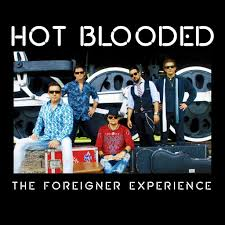 HOT BLOODED
THE FOREIGNER EXPERIENCE